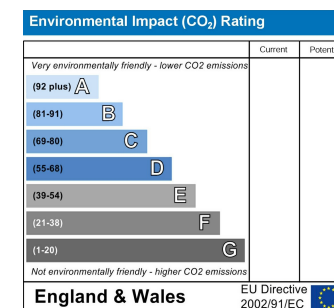 Environmental Impact (CO₂) Rating
Current Potent
Very environmentally friendly - lower CO2 emissions
(92 plus) A
(81-91) B
(69-80) C
(55-68) D
(39-54) E
(21-38) F
(1-20) G
Not environmentally friendly - higher CO2 emissions
England & Wales
EU Directive
2002/91/EC